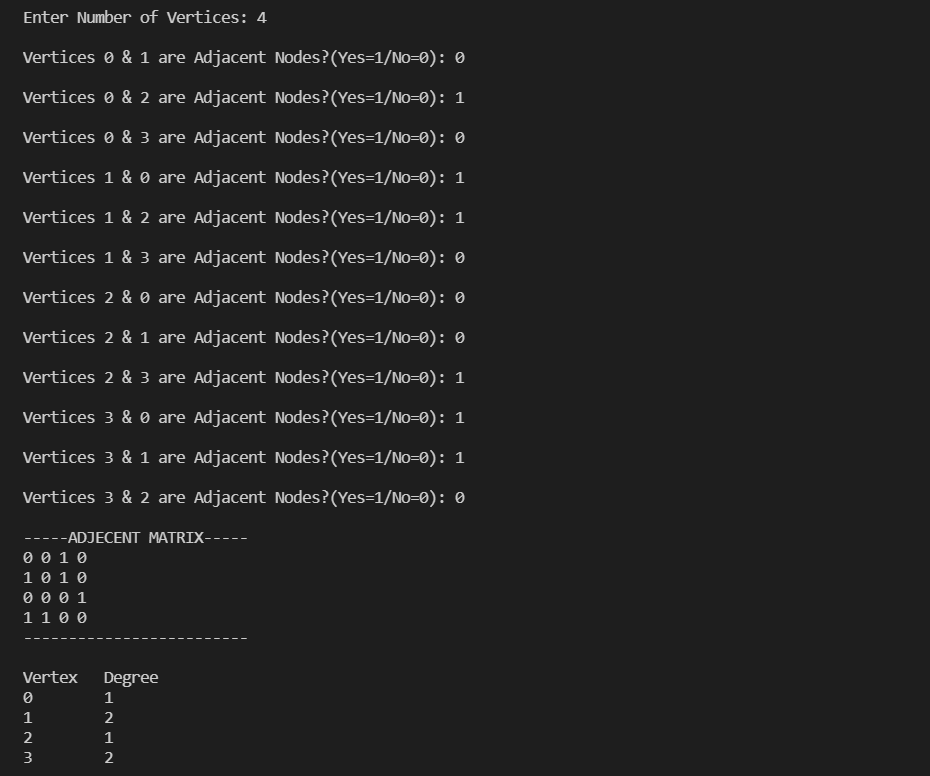 Enter Number of Vertices: 4
Vertices 0 & 1 are Adjacent Nodes?(Yes=1/No=0): 0
Vertices 0 & 2 are Adjacent Nodes?(Yes=1/No=0): 1
Vertices 0 & 3 are Adjacent Nodes?(Yes=1/No=0): 0
Vertices 1 & 0 are Adjacent Nodes?(Yes=1/No=0): 1
Vertices 1 & 2 are Adjacent Nodes?(Yes=1/No=0): 1
Vertices 1 & 3 are Adjacent Nodes?(Yes=1/No=0): 0
Vertices 2 & 0 are Adjacent Nodes?(Yes=1/No=0): 0
Vertices 2 & 1 are Adjacent Nodes?(Yes=1/No=0): 0
Vertices 2 & 3 are Adjacent Nodes?(Yes=1/No=0): 1
Vertices 3 & 0 are Adjacent Nodes?(Yes=1/No=0): 1
Vertices 3 & 1 are Adjacent Nodes?(Yes=1/No=0): 1
Vertices 3 & 2 are Adjacent Nodes?(Yes=1/No=0): 0
-----ADJECENT MATRIX-----
0 0 1 0
1 0 1 0
0 0 0 1
1 1 0 0
-------------------------
Vertex   Degree
0        1
1        2
2        1
3        2